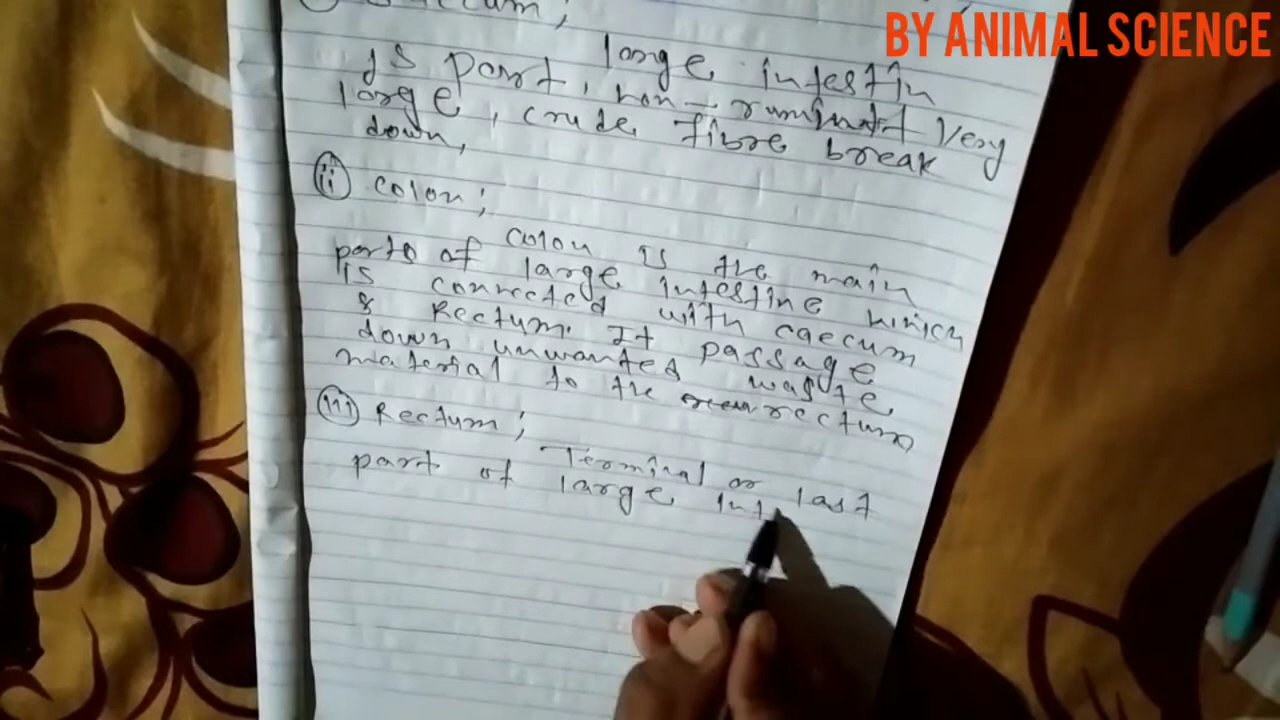 BY ANIMAL SCIENCE
large intestin
is part, non-ruminant very
large, crude fibre break
down,
(ii) Colon;
Colon is the main
parts of large intestine which
is connected with caecum
& Rectum. It passage
down unwanted waste
material to the rectum
(iii) Rectum;
Terminal or last
part of large int